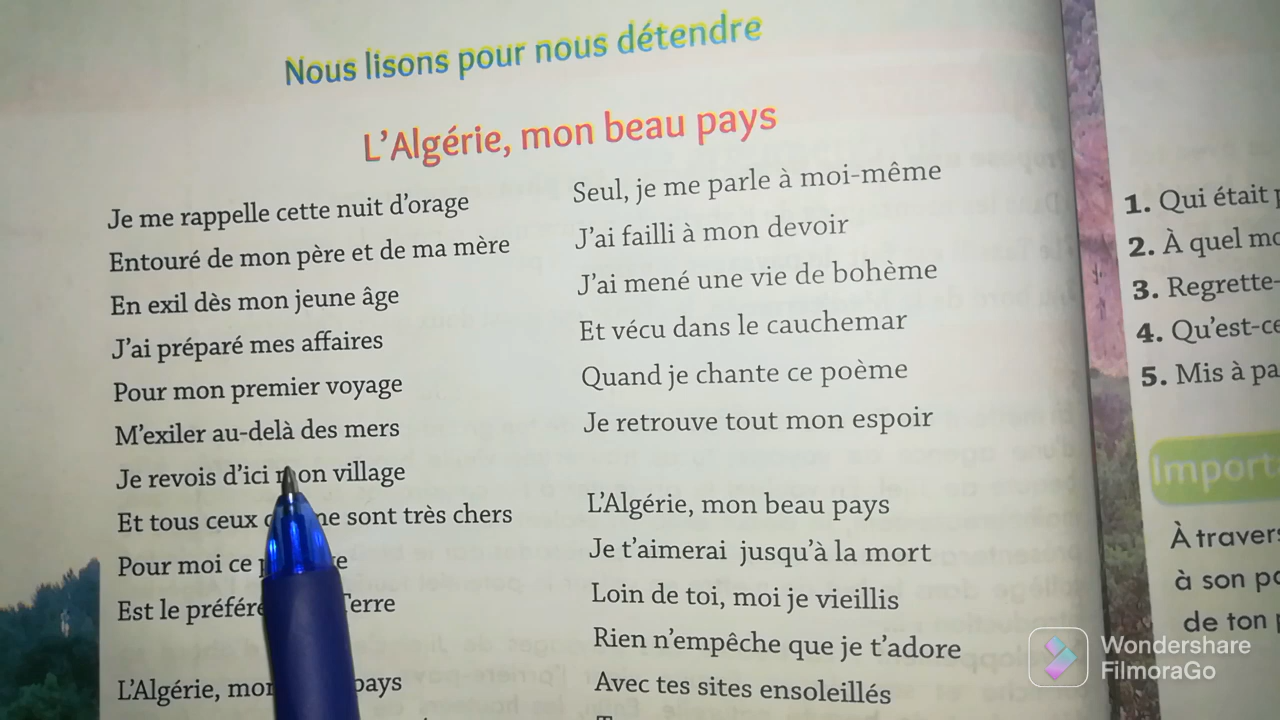 Nous lisons pour nous détendre
L'Algérie, mon beau pays
Je me rappelle cette nuit d'orage
Entouré de mon père et de ma mère
En exil dès mon jeune âge
J'ai préparé mes affaires
Pour mon premier voyage
M'exiler au-delà des mers
Je revois d'ici mon village
Et tous ceux sont très chers
Pour moi ce
Est le Terre
L'Algérie, pays
Seul, je me parle à moi-même
J'ai failli à mon devoir
J'ai mené une vie de bohème
Et vécu dans le cauchemar
Quand je chante ce poème
Je retrouve tout mon espoir
L'Algérie, mon beau pays
Je t'aimerai jusqu'à la mort
Loin de toi, moi je vieillis
Rien n'empêche que je t'adore
Avec tes sites ensoleillés
1. Qui était
2. À quel
3. Regrette-
4. Qu'est-ce
5. Mis à
À
à son
de ton
Wondershare
FilmoraGo